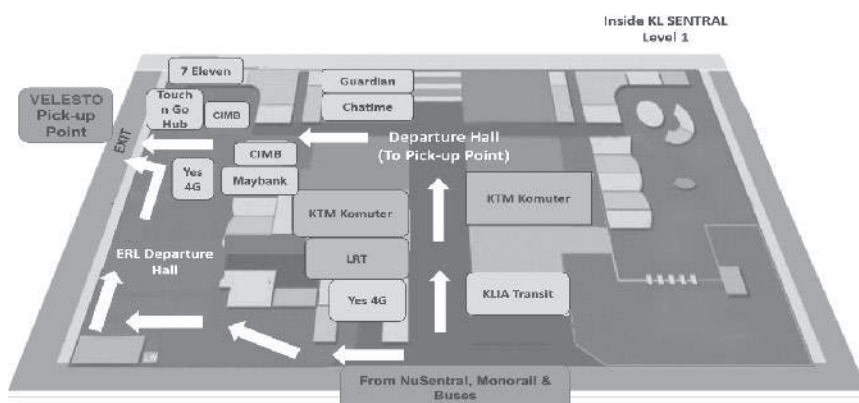 Inside KL SENTRAL
Level 1
7 Eleven
Guardian
Touch
n Go
Hub
CIMB
Chatime
VELESTO
Pick-up
Point
EXIT
Departure Hall
(To Pick-up Point)
CIMB
Yes
4G
Maybank
KTM Komuter
KTM Komuter
ERL Departure
Hall
LRT
Yes 4G
KLIA Transit
From NuSentral, Monorail &
Buses